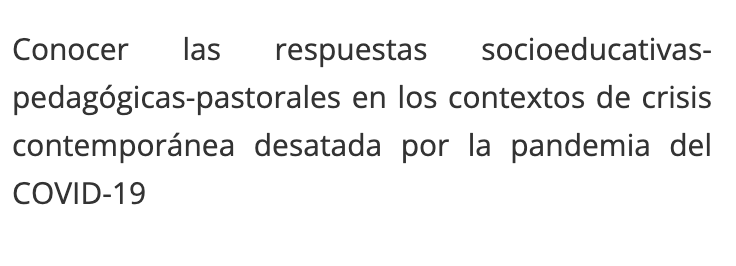 Conocer las respuestas socioeducativas-
pedagógicas-pastorales en los contextos de crisis
contemporánea desatada por la pandemia del
COVID-19